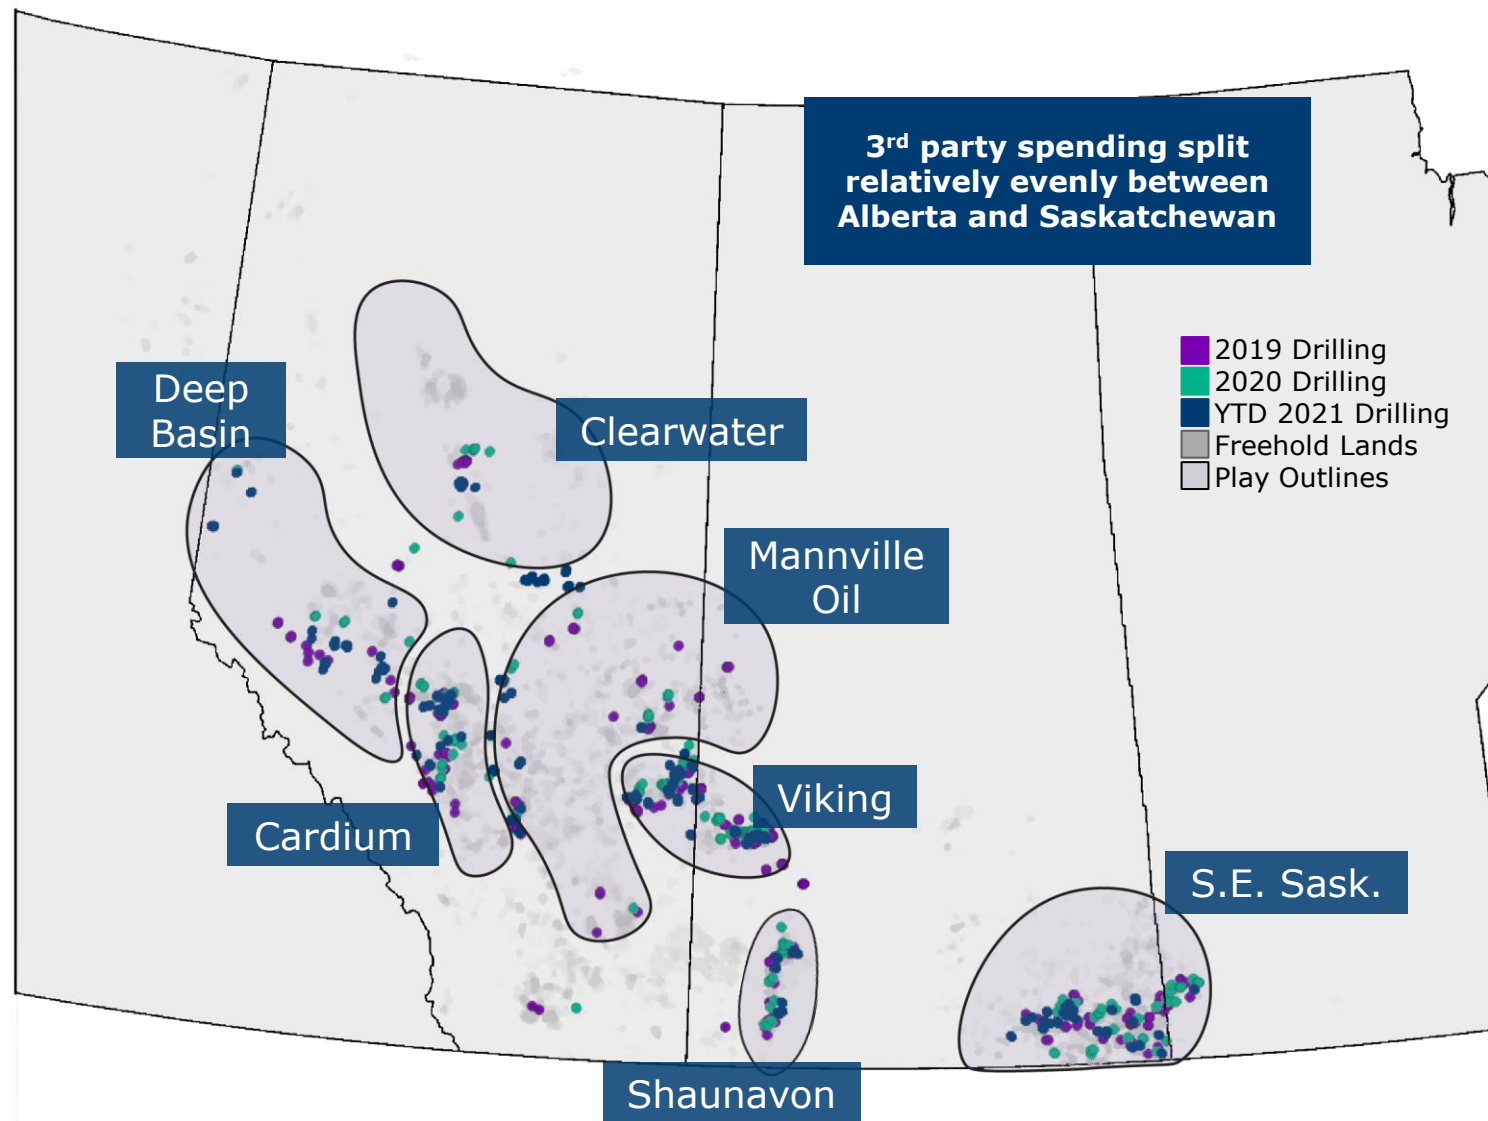 3rd party spending split
relatively evenly between
Alberta and Saskatchewan
2019 Drilling
2020 Drilling
YTD 2021 Drilling
Freehold Lands
Play Outlines
Deep
Basin
Clearwater
Mannville
Oil
Viking
Cardium
S.E. Sask.
Shaunavon